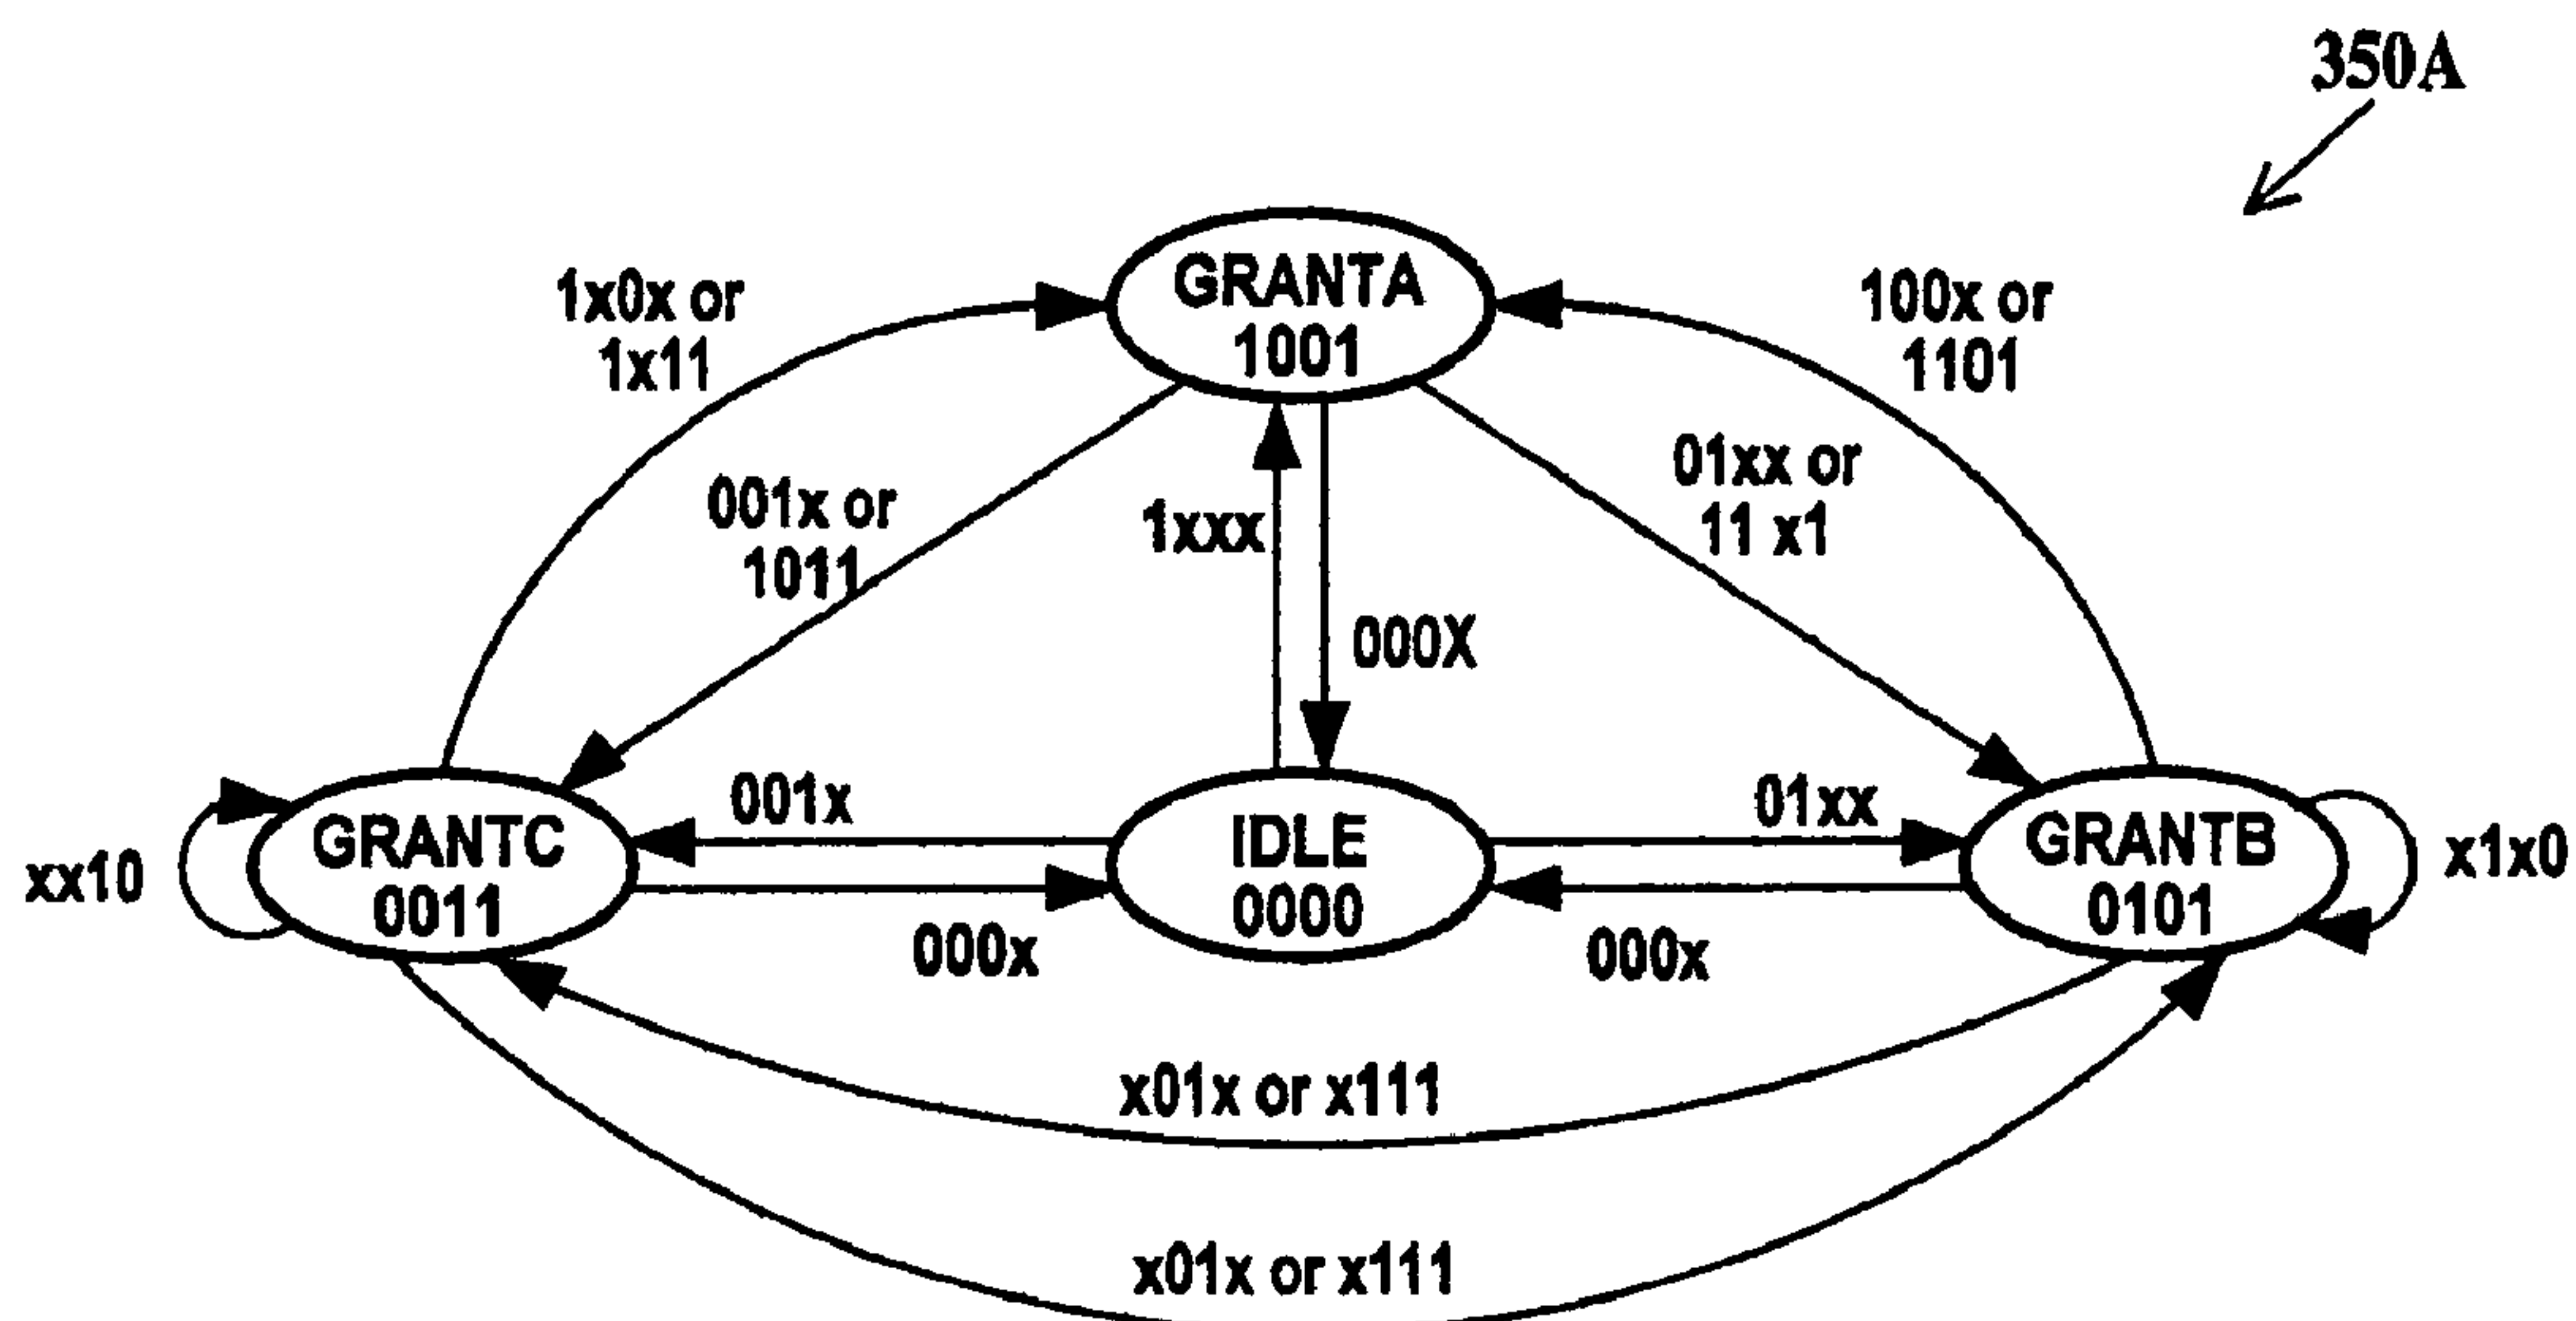 350A
GRANTA
1001
1x0x or
1x11
100x or
1101
001x or
1011
1xxx
000X
01xx or
11 x1
GRANTC
0011
xx10
001x
000x
IDLE
0000
01xx
000x
GRANTB
0101
x1x0
x01x or x111
x01x or x111